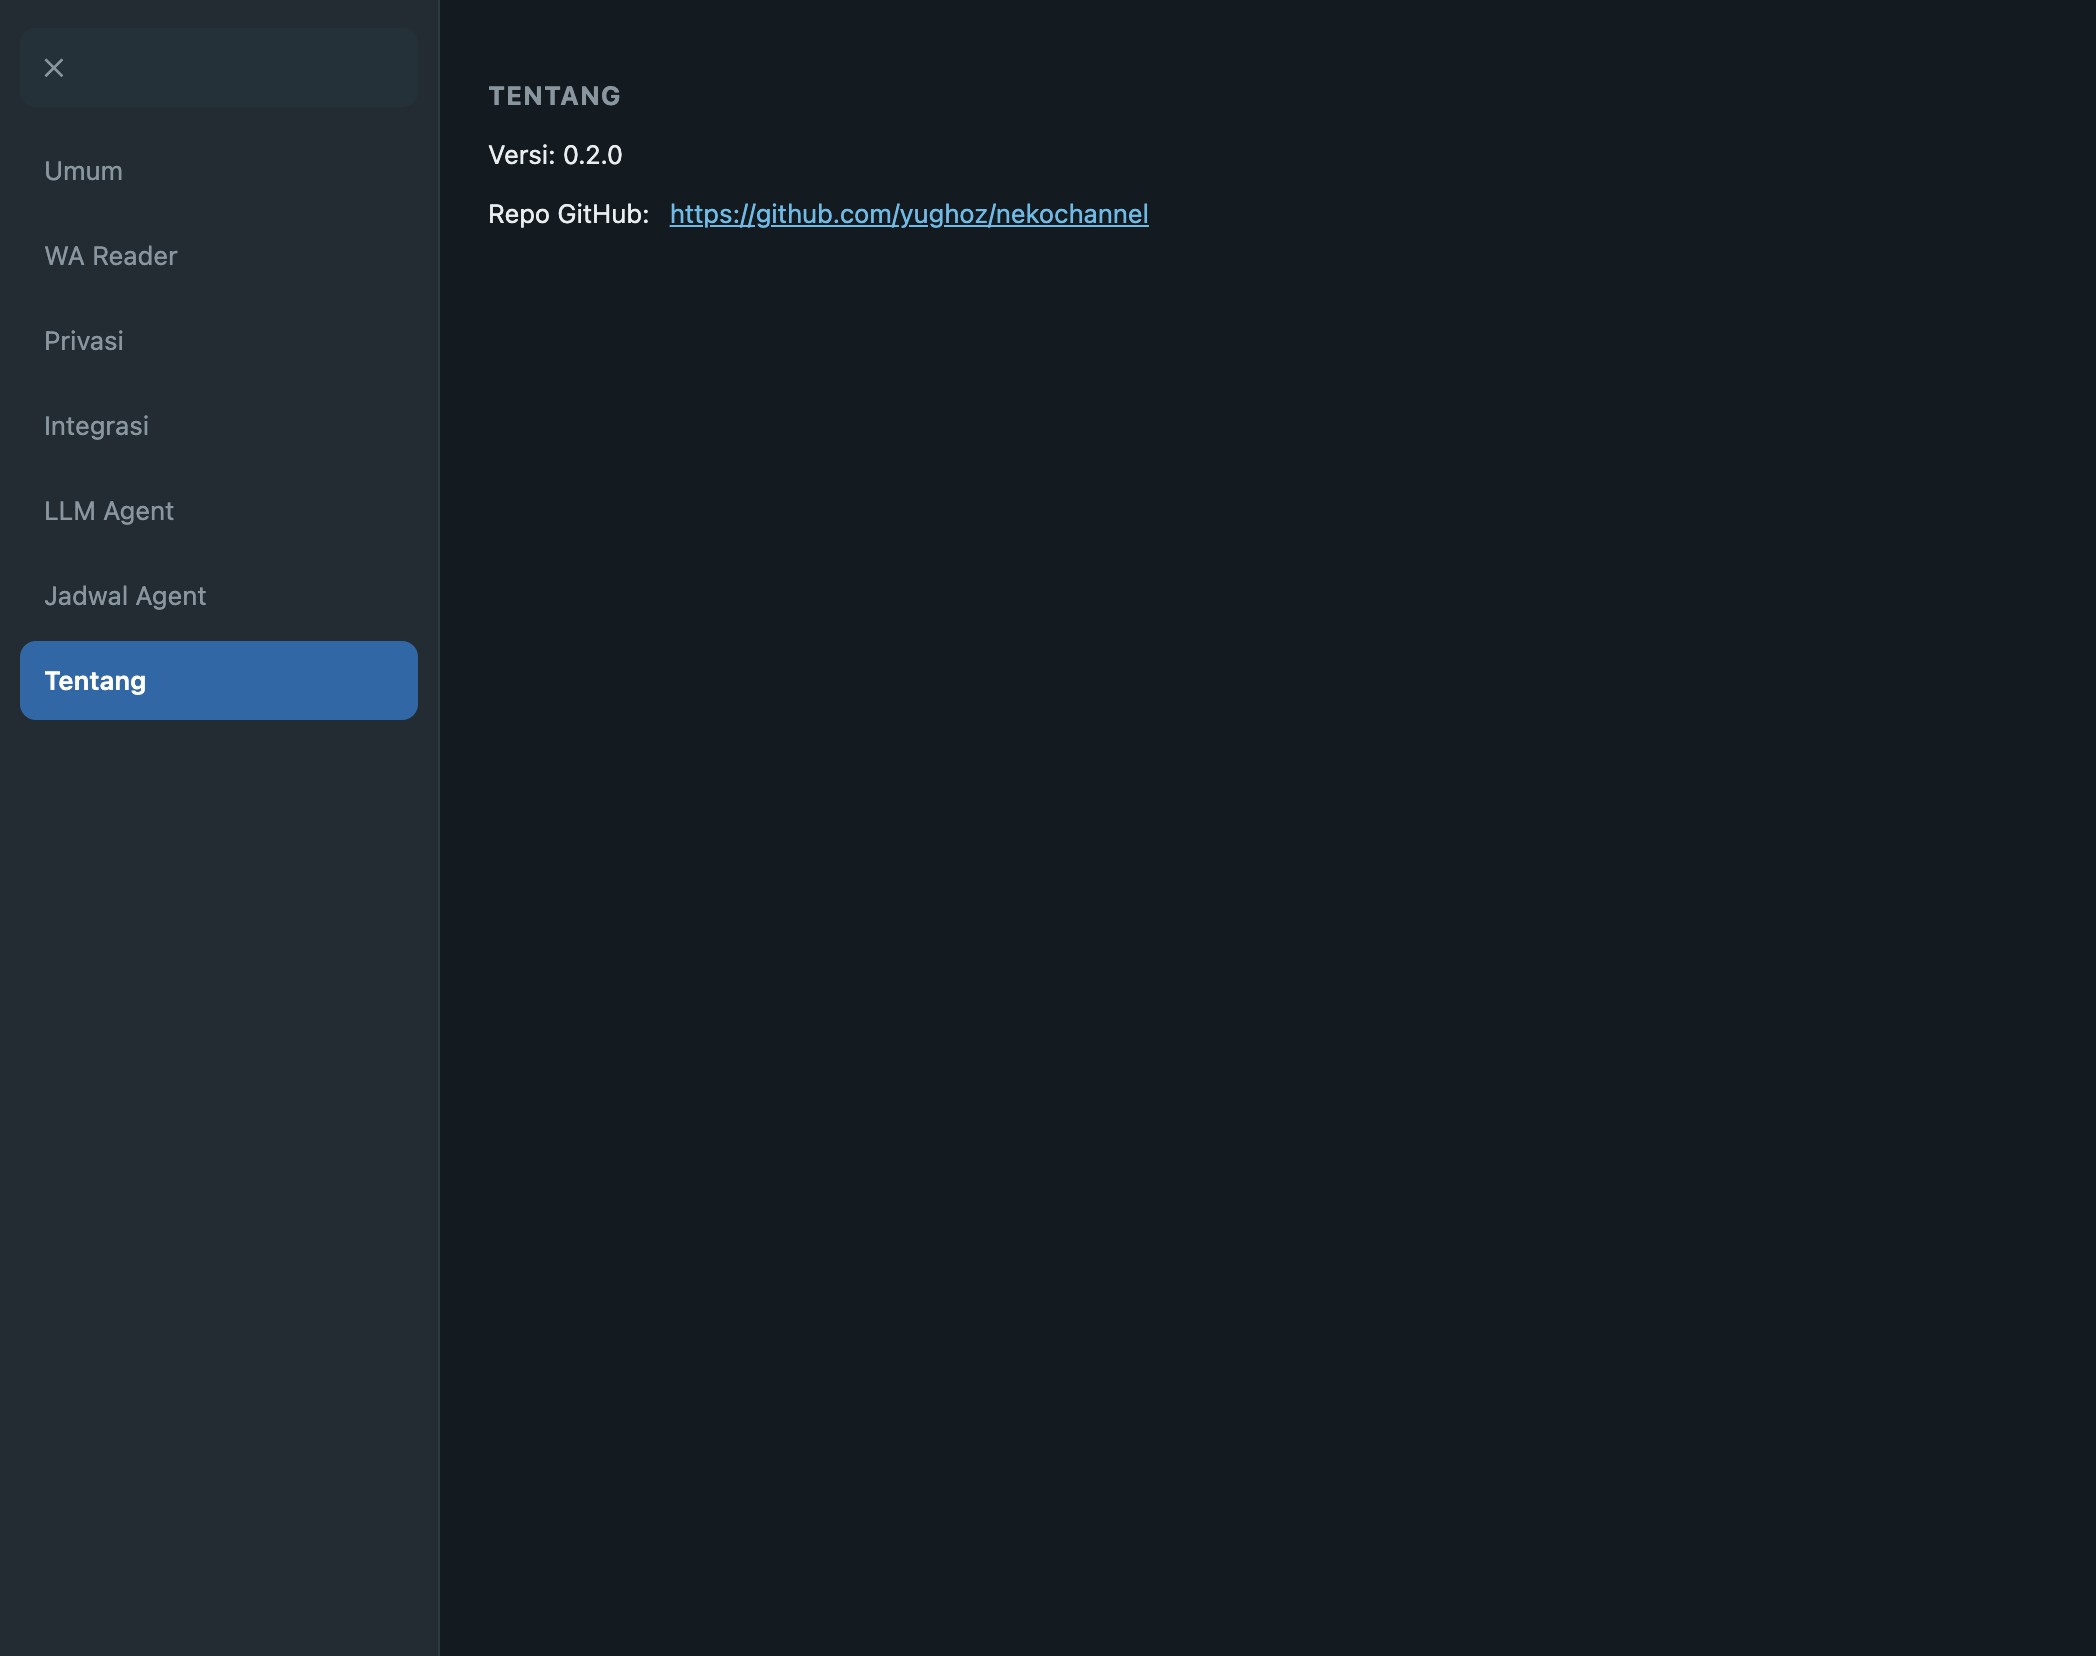 Umum
WA Reader
Privasi
Integrasi
LLM Agent
Jadwal Agent
Tentang
TENTANG
Versi: 0.2.0
Repo GitHub: https://github.com/yughoz/nekochannel